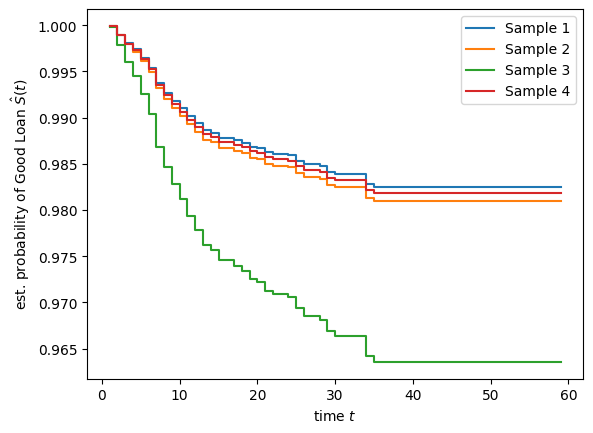 1.000
0.995
0.990
0.985
0.980
0.975
0.970
0.965
est. probability of Good Loan Ŝ(t)
Sample 1
Sample 2
Sample 3
Sample 4
0 10 20 30 40 50 60
time t